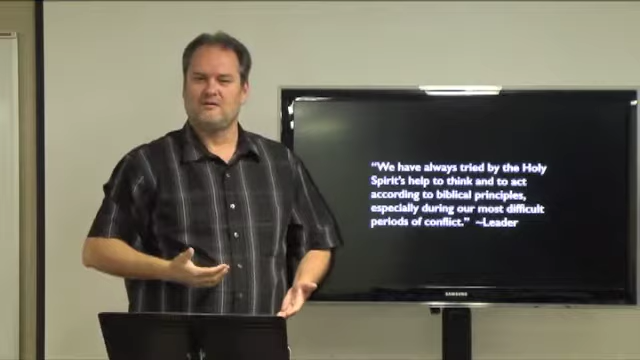 “We have always tried by the Holy
Spirit’s help to think and to act
according to biblical principles,
especially during our most difficult
periods of conflict.” ~Leader
SAMSUNG